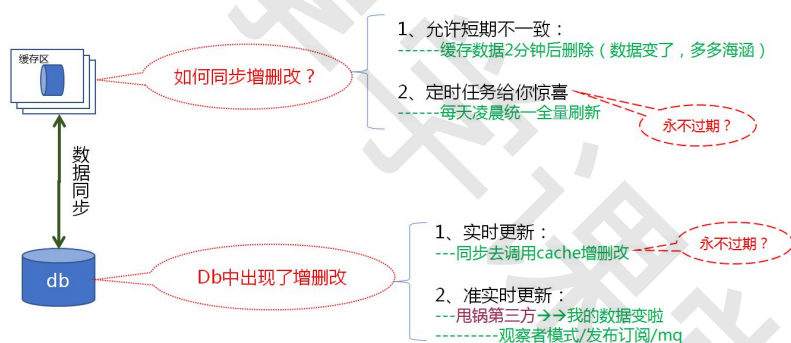 缓存区
如何同步增删改？
1、允许短期不一致：
------缓存数据2分钟后删除（数据变了，多多海涵）
2、定时任务给你惊喜
------每天凌晨统一全量刷新
永不过期？
数据同步
db
Db中出现了增删改
1、实时更新：
---同步去调用cache增删改
永不过期？
2、准实时更新：
---甩锅第三方→→我的数据变啦
---------观察者模式/发布订阅/mq
学课